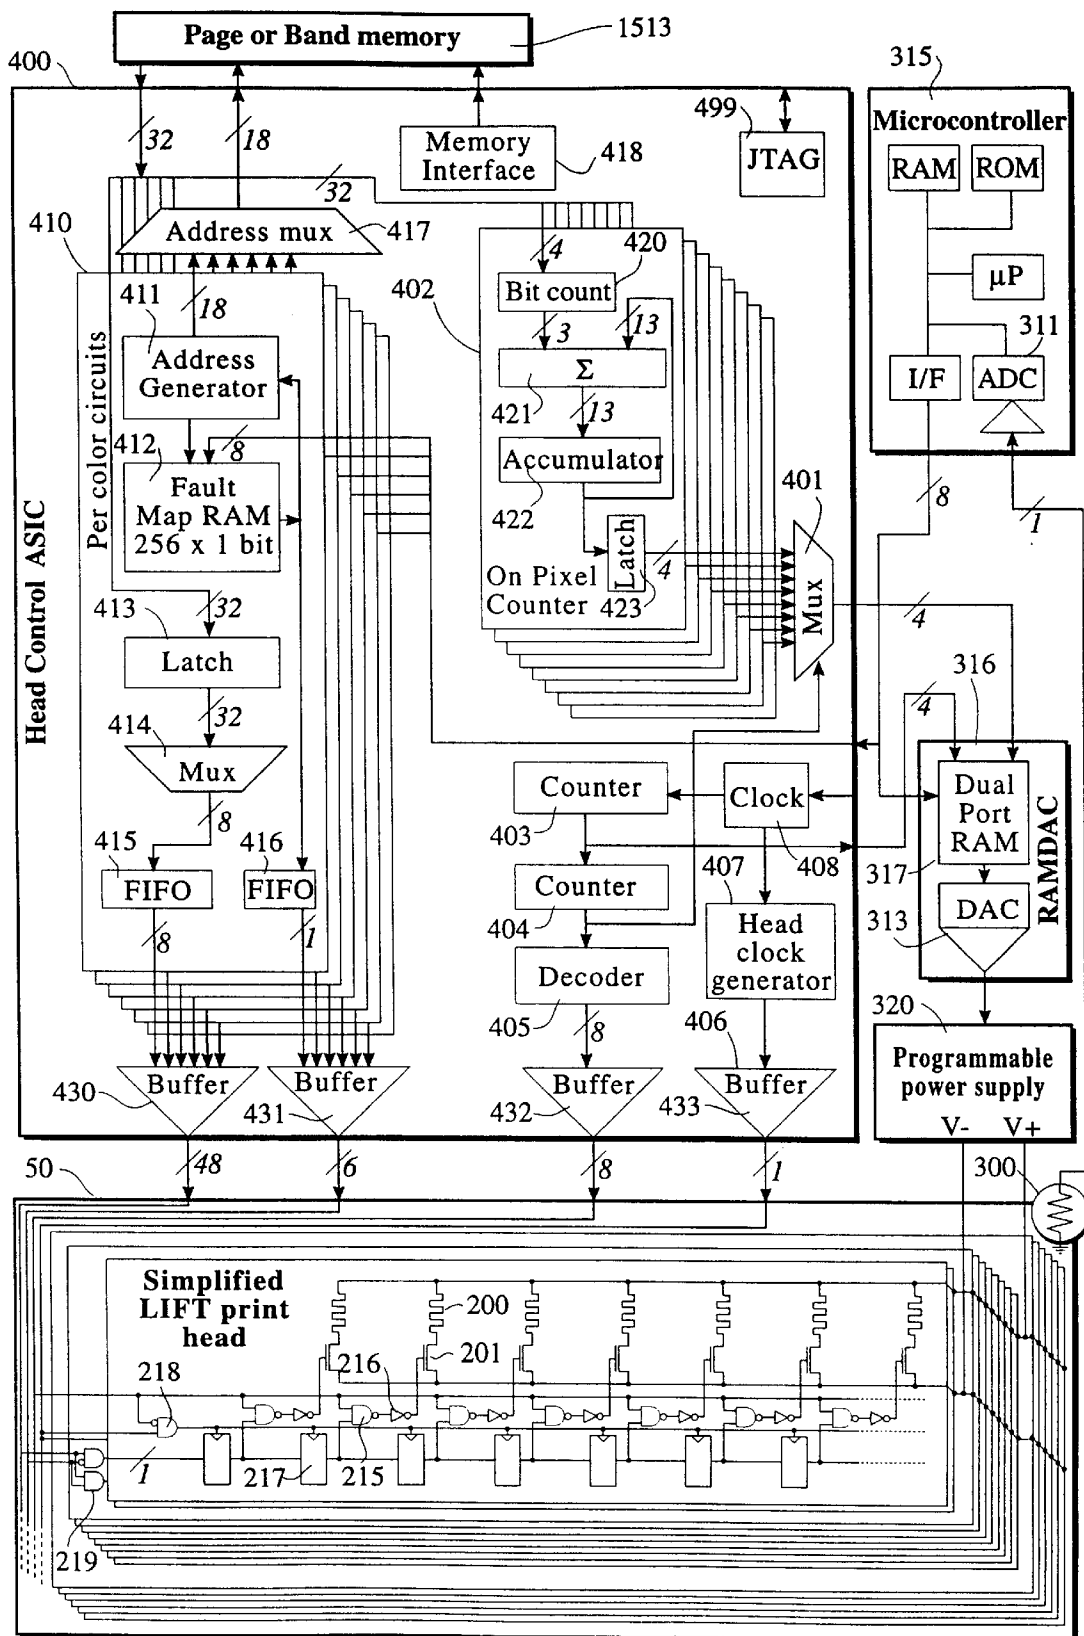 Page or Band memory
1513
400
315
32
18
499
JTAG
Memory
Interface
418
Microcontroller
RAM
ROM
32
Address mux
417
410
4
420
411
18
402
Bit count
µP
3
13
311
Per color circuits
Address
Generator
Σ
I/F
ADC
421
13
412
8
Accumulator
401
Fault
Map RAM
256 x 1 bit
422
8
1
Head Control ASIC
Latch
4
On Pixel
Counter
423
Mux
4
413
32
Latch
316
4
414
32
Mux
Counter
Clock
Dual
Port
RAM
403
408
8
407
317
RAMDAC
415
416
FIFO
FIFO
Counter
404
DAC
313
8
1
Head
clock
generator
Decoder
405
8
406
320
Programmable
power supply
Buffer
Buffer
Buffer
Buffer
430
431
432
433
V-
V+
50
48
6
8
1
300
Simplified
LIFT print
head
200
201
216
218
1
217
215
219